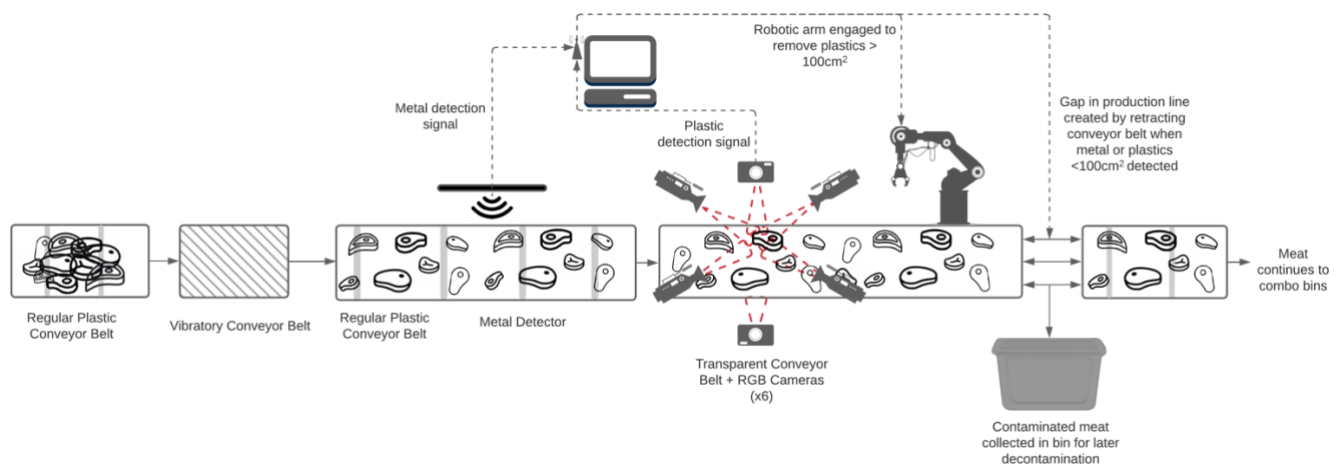 Robotic arm engaged to
remove plastics >
100cm²
Metal detection
signal
Plastic
detection signal
Gap in production line
created by retracting
conveyor belt when
metal or plastics
<100cm² detected
Regular Plastic
Conveyor Belt
Vibratory Conveyor Belt
Regular Plastic
Conveyor Belt
Metal Detector
Transparent Conveyor
Belt + RGB Cameras
(x6)
Meat
continues to
combo bins
Contaminated meat
collected in bin for later
decontamination